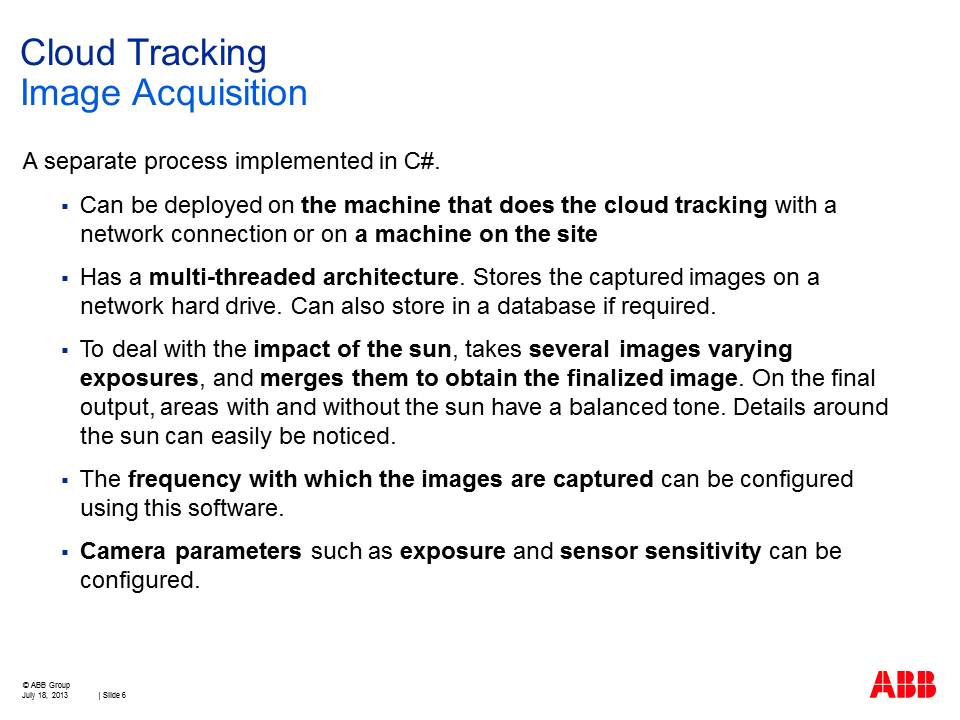 Cloud Tracking
Image Acquisition
A separate process implemented in C#.
▪ Can be deployed on the machine that does the cloud tracking with a
network connection or on a machine on the site
▪ Has a multi-threaded architecture. Stores the captured images on a
network hard drive. Can also store in a database if required.
▪ To deal with the impact of the sun, takes several images varying
exposures, and merges them to obtain the finalized image. On the final
output, areas with and without the sun have a balanced tone. Details around
the sun can easily be noticed.
▪ The frequency with which the images are captured can be configured
using this software.
▪ Camera parameters such as exposure and sensor sensitivity can be
configured.
© ABB Group
July 18, 2013 | Slide 6
ABB